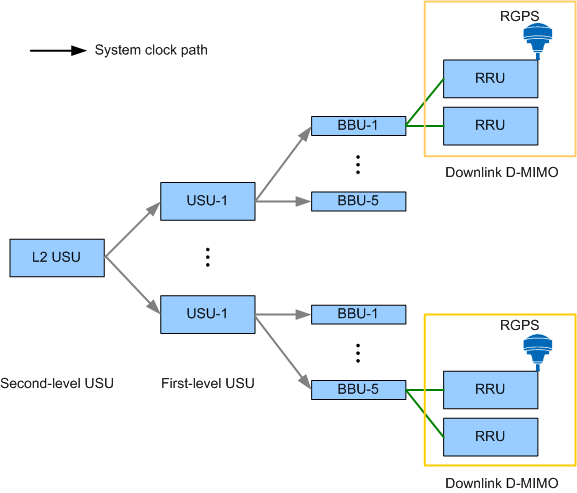 RGPS
System clock path
RRU
BBU-1
RRU
Downlink D-MIMO
USU-1
BBU-5
L2 USU
USU-1
BBU-1
RGPS
Second-level USU
First-level USU
BBU-5
RRU
RRU
Downlink D-MIMO